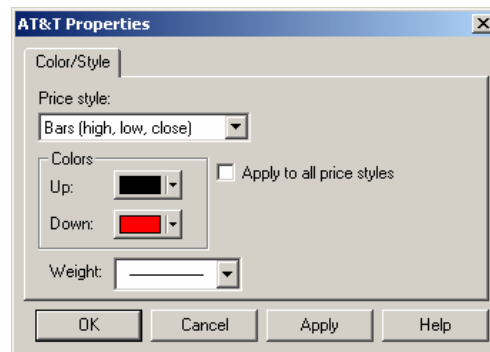 AT&T Properties
Color/Style
Price style:
Bars (high, low, close)
Colors
Up:
Apply to all price styles
Down:
Weight:
OK Cancel Apply Help